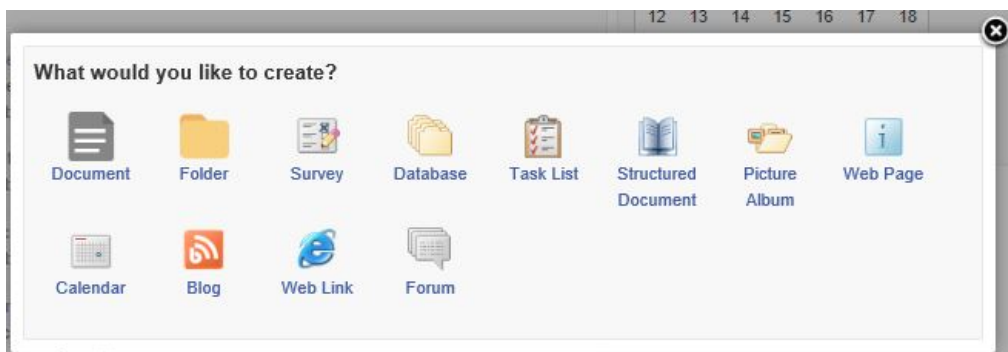 12 13 14 15 16 17 18
What would you like to create?
Document Folder Survey Database Task List Structured Document Picture Album Web Page
Calendar Blog Web Link Forum